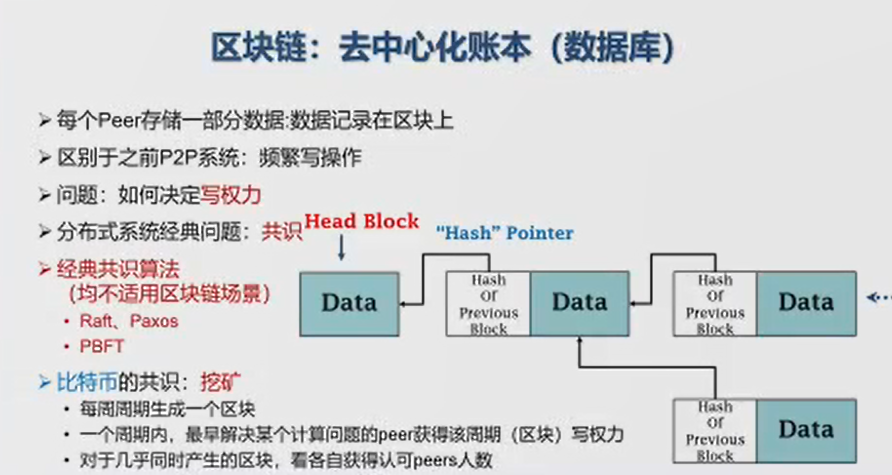 区块链：去中心化账本（数据库）
每个Peer存储一部分数据:数据记录在区块上
区别于之前P2P系统：频繁写操作
问题：如何决定写权力
分布式系统经典问题：共识
经典共识算法
（均不适用区块链场景）
Raft、Paxos
PBFT
比特币的共识：挖矿
每周周期生成一个区块
一个周期内，最早解决某个计算问题的peer获得该周期（区块）写权力
对于几乎同时产生的区块，看各自获得认可peers人数
Head Block
“Hash” Pointer
Data
Hash
Of
Previous
Block
Data
Hash
Of
Previous
Block
Data
Hash
Of
Previous
Block
Data